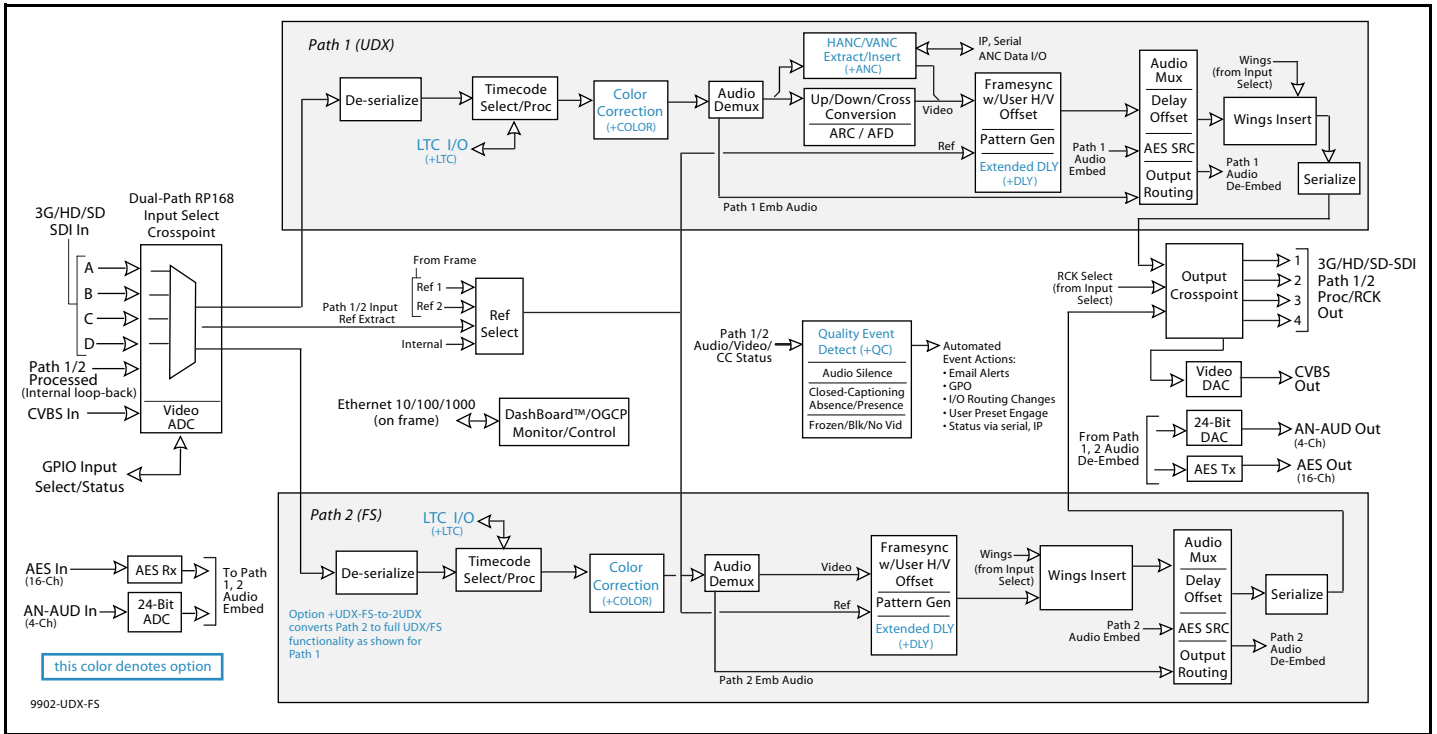 Path 1 (UDX)
De-serialize
Timecode
Select/Proc
LTC I/O
(+LTC)
Color
Correction
(+COLOR)
Audio
Demux
HANC/VANC
Extract/Insert
(+ANC)
IP, Serial
ANC Data I/O
Up/Down/Cross
Conversion
ARC / AFD
Video
Ref
Framesync
w/User H/V
Offset
Pattern Gen
Extended DLY
(+DLY)
Path 1
Audio
Embed
Audio
Mux
Delay
Offset
AES SRC
Output
Routing
Path 1
Audio
De-Embed
Wings
(from Input
Select)
Wings Insert
Serialize
Path 1 Emb Audio
Dual-Path RP168
Input Select
Crosspoint
3G/HD/SD
SDI In
A
B
C
D
Path 1/2
Processed
(Internal loop-back)
CVBS In
Video
ADC
GPIO Input
Select/Status
From Frame
Ref 1
Ref 2
Path 1/2 Input
Ref Extract
Internal
Ref
Select
Ethernet 10/100/1000
(on frame)
DashBoard™/OGCP
Monitor/Control
Path 1/2
Audio/Video/
CC Status
Quality Event
Detect (+QC)
Audio Silence
Closed-Captioning
Absence/Presence
Frozen/Blk/No Vid
Automated
Event Actions:
• Email Alerts
• GPO
• I/O Routing Changes
• User Preset Engage
• Status via serial, IP
RCK Select
(from Input
Select)
Output
Crosspoint
1
2
3
4
3G/HD/SD-SDI
Path 1/2
Proc/RCK
Out
Video
DAC
CVBS
Out
From Path
1, 2 Audio
De-Embed
24-Bit
DAC
AN-AUD Out
(4-Ch)
AES Tx
AES Out
(16-Ch)
Path 2 (FS)
LTC I/O
(+LTC)
De-serialize
Timecode
Select/Proc
Color
Correction
(+COLOR)
Audio
Demux
Video
Ref
Framesync
w/User H/V
Offset
Pattern Gen
Extended DLY
(+DLY)
Wings
(from Input
Select)
Wings Insert
Path 2
Audio Embed
Audio
Mux
Delay
Offset
AES SRC
Output
Routing
Path 2
Audio
De-Embed
Serialize
Path 2 Emb Audio
Option +UDX-FS-to-2UDX
converts Path 2 to full UDX/FS
functionality as shown for
Path 1
AES In
(16-Ch)
AES Rx
AN-AUD In
(4-Ch)
24-Bit
ADC
To Path
1, 2
Audio
Embed
this color denotes option
9902-UDX-FS